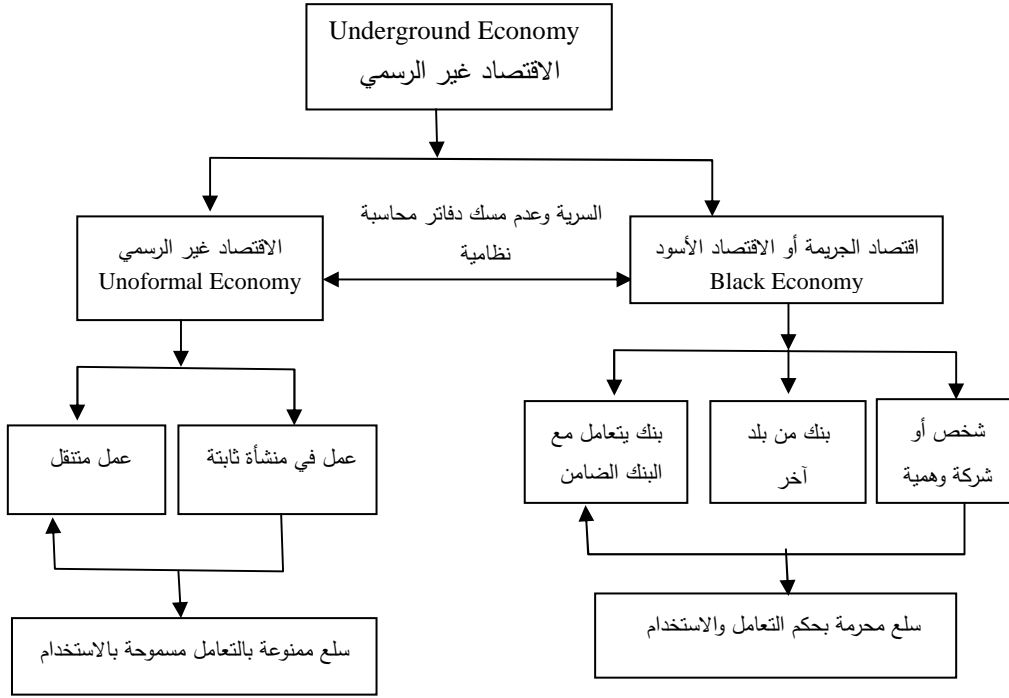 Underground Economy
الاقتصاد غير الرسمي
السرية وعدم مسك دفاتر محاسبة
نظامية
اقتصاد الجريمة أو الاقتصاد الأسود
Black Economy
الاقتصاد غير الرسمي
Unoformal Economy
شخص أو
شركة وهمية
بنك من بلد
آخر
بنك يتعامل مع
البنك الضامن
عمل في منشأة ثابتة
عمل متنقل
سلع محرمة بحكم التعامل والاستخدام
سلع ممنوعة بالتعامل مسموحة بالاستخدام